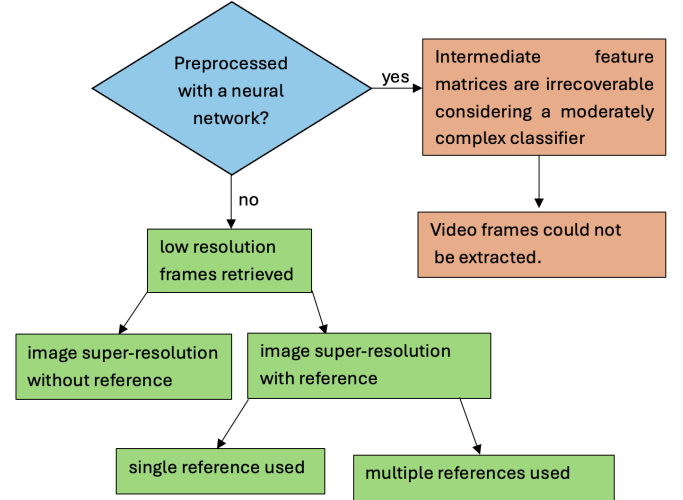 Preprocessed
with a neural
network?
yes
Intermediate feature
matrices are irrecoverable
considering a moderately
complex classifier
no
Video frames could not
be extracted.
low resolution
frames retrieved
image super-resolution
without reference
image super-resolution
with reference
single reference used
multiple references used